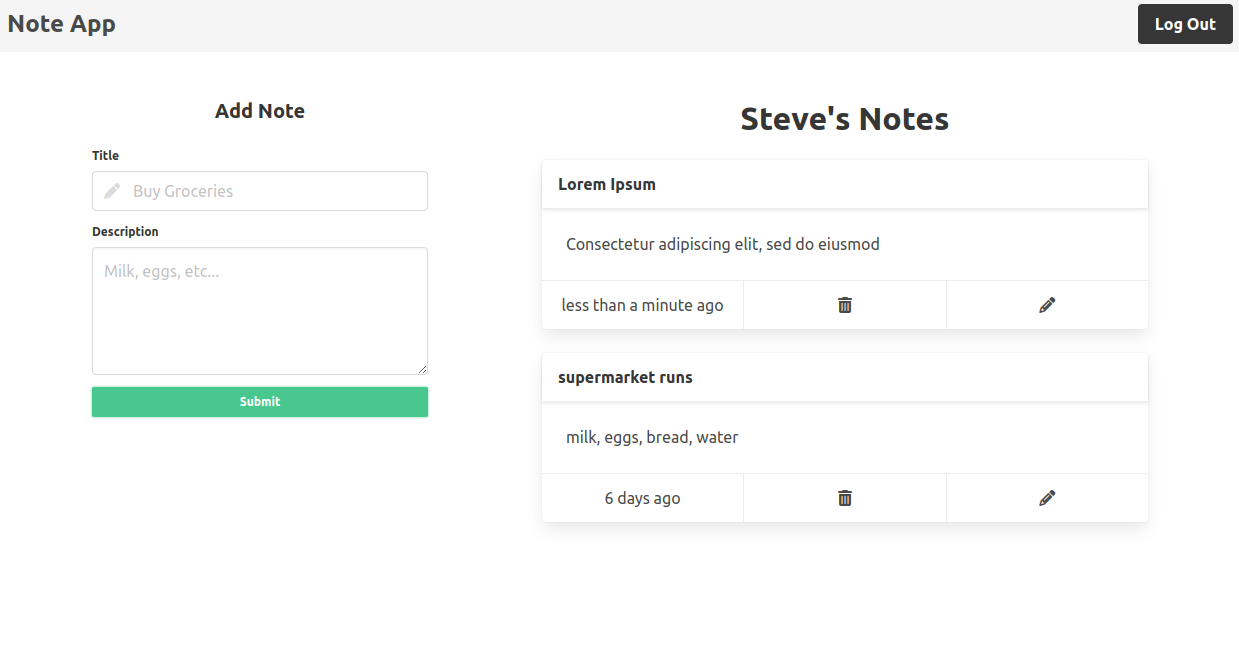 Note App
Log Out
Add Note
Title
Buy Groceries
Description
Milk, eggs, etc...
Submit
Steve's Notes
Lorem Ipsum
Consectetur adipiscing elit, sed do eiusmod
less than a minute ago
supermarket runs
milk, eggs, bread, water
6 days ago